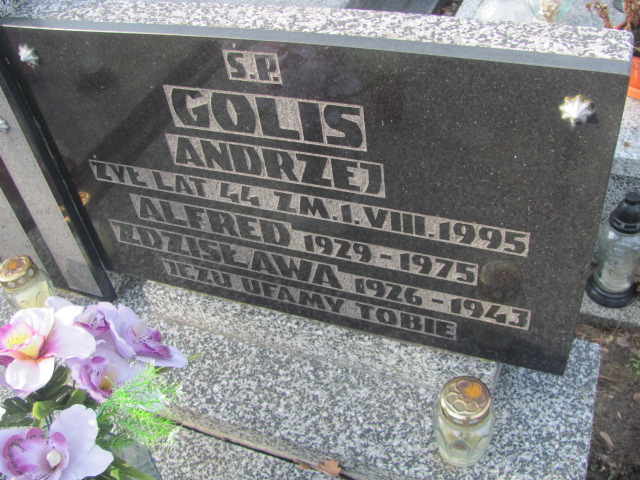 Ś.P.
GOLIS
ANDRZEJ
ŻYŁ LAT 44 ZM.1.VIII.1995
ALFRED 1929-1975
ZDZISŁAWA 1926-1943
JEZU UFAMY TOBIE